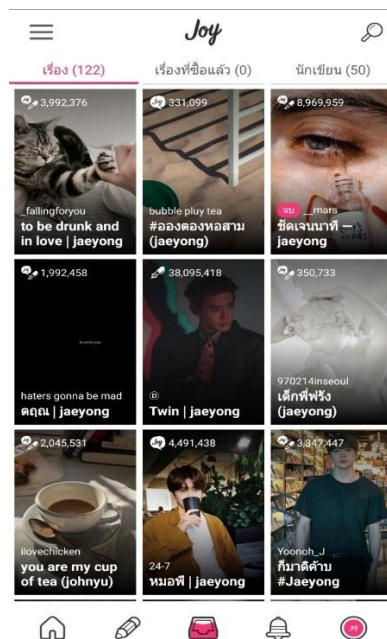 Joy
เรื่อง (122)
เรื่องที่ซื้อแล้ว (0)
นักเขียน (50)
3,992,376
_fallingforyou
to be drunk and
in love | jaeyong
331,099
bubble pluy tea
#อองตองหอสาม
(jaeyong)
8,969,959
จบ __mars
ชัดเจนนาที —
jaeyong
1,992,458
haters gonna be mad
ตฤณ | jaeyong
38,095,418
Ⓓ
Twin | jaeyong
350,733
970214inseoul
เด็กพี่ฟรัง
(jaeyong)
2,045,531
ilovechicken
you are my cup
of tea (johnyu)
4,491,438
24-7
หมอพี | jaeyong
3,347,447
Yoonoh_J
ก็มาดิค้าบ
#Jaeyong